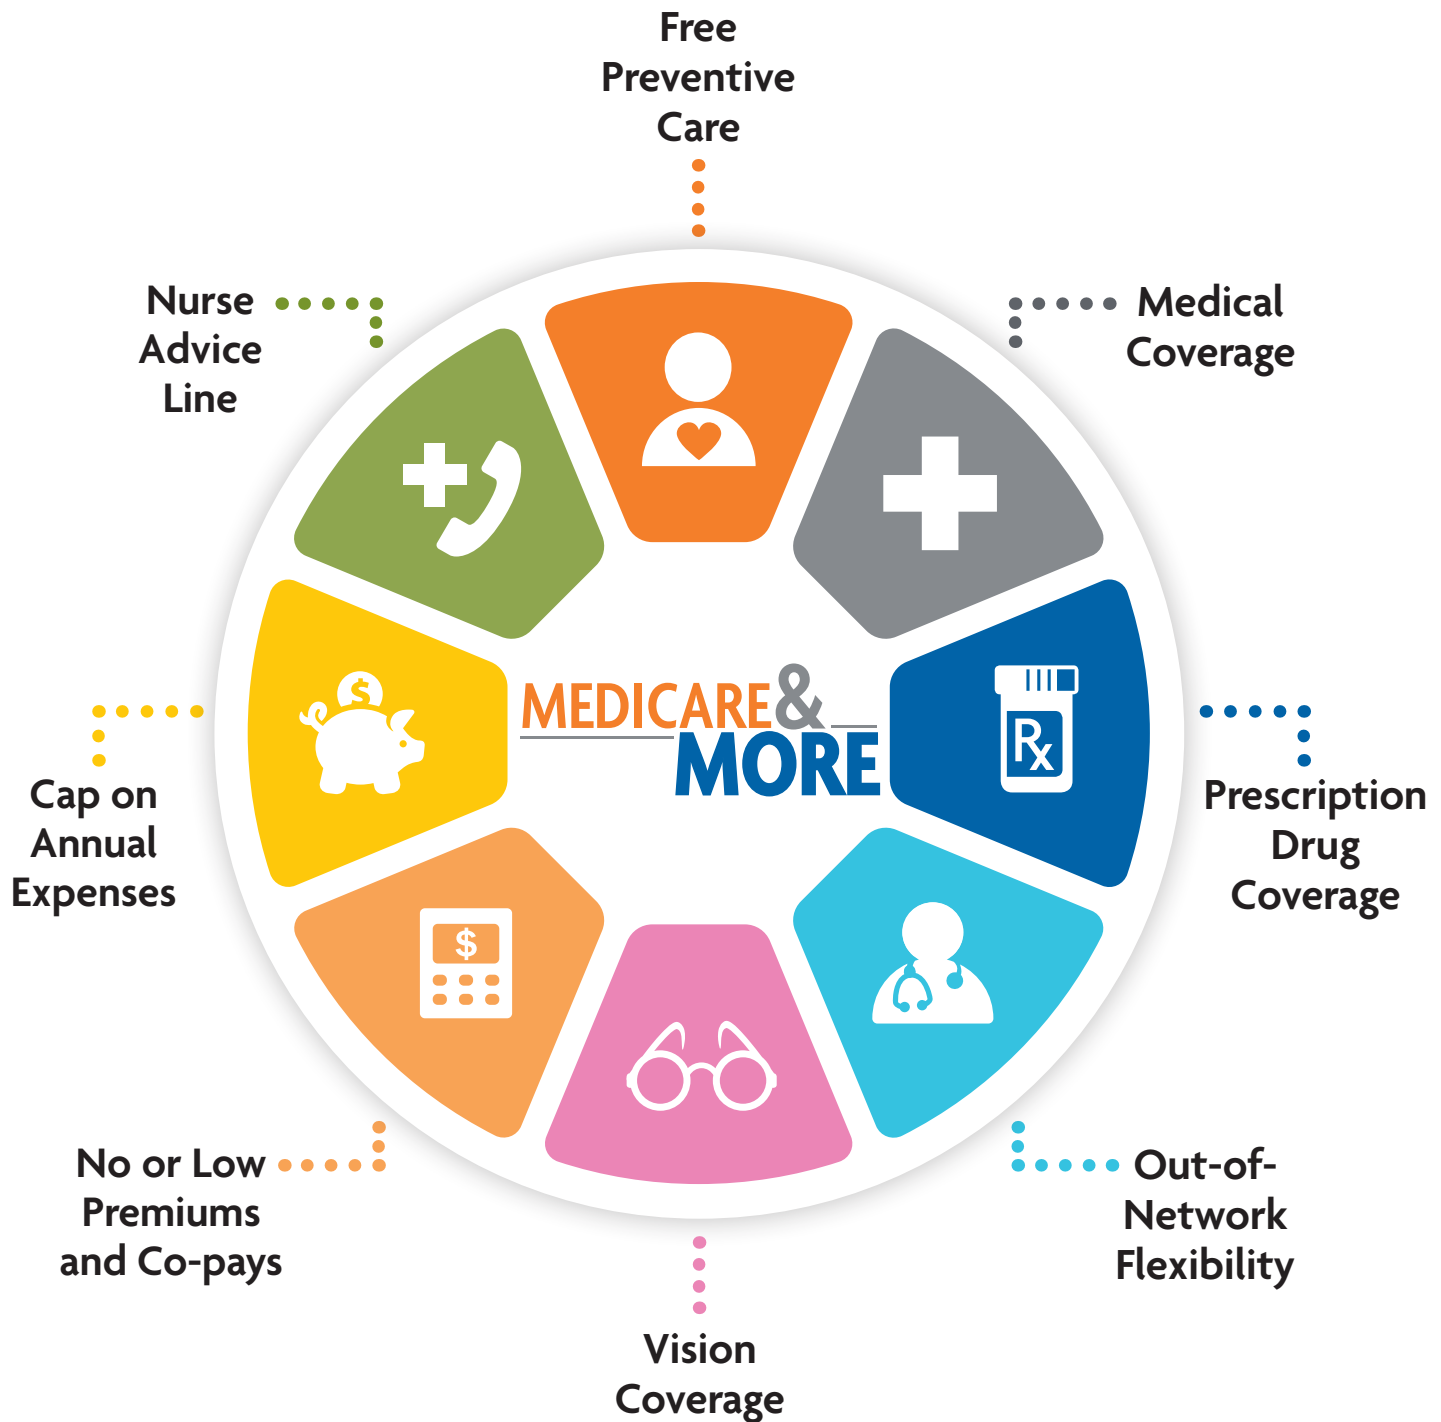 Free
Preventive
Care
Medical
Coverage
Prescription
Drug
Coverage
Out-of-
Network
Flexibility
Vision
Coverage
No or Low
Premiums
and Co-pays
Cap on
Annual
Expenses
Nurse
Advice
Line
MEDICARE&
MORE
$
Rx
$